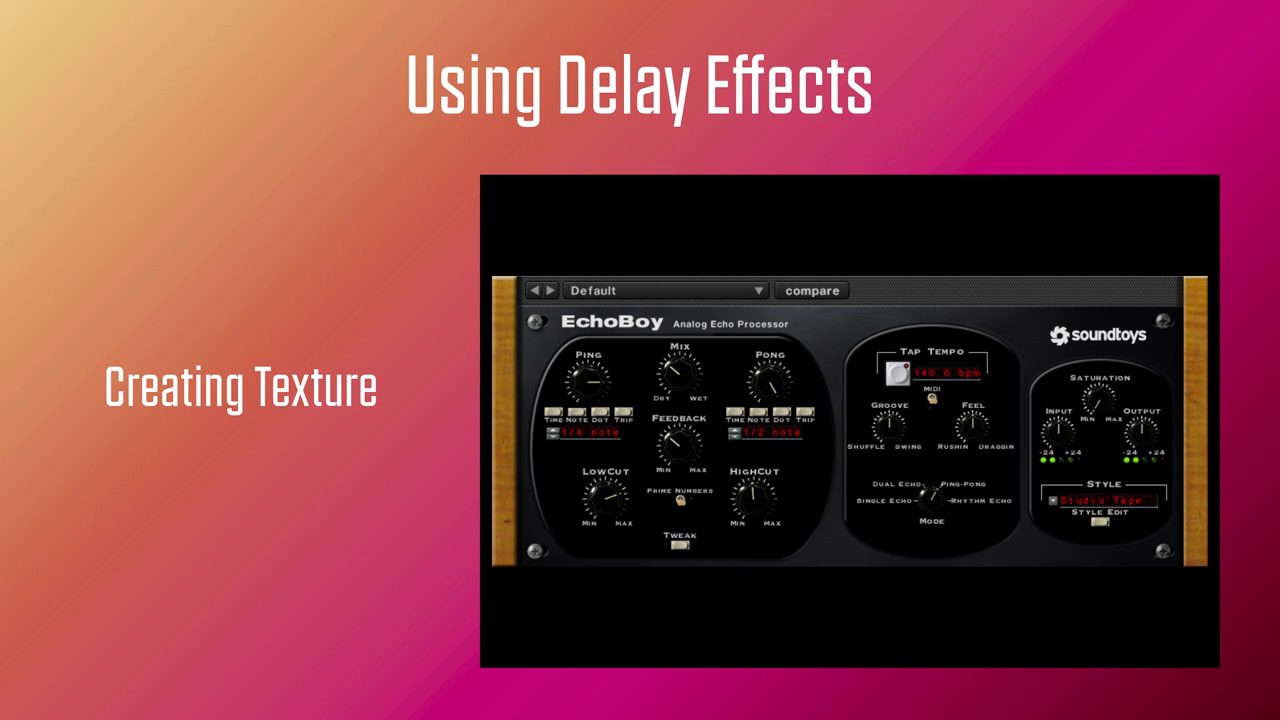 Using Delay Effects
Creating Texture
Default
compare
EchoBoy Analog Echo Processor
soundtoys
PING
MIX
PONG
DRY WET
TIME NOTE DOT TRIP
TIME NOTE DOT TRIP
1/4 note
1/2 note
FEEDBACK
MIN MAX
LOWCUT
HIGHCUT
PRIME NUMBERS
MIN MAX
MIN MAX
TWEAK
TAP TEMPO
140.0 bpm
MIDI
GROOVE
FEEL
SHUFFLE SWING
RUSHIN DRAGGIN
DUAL ECHO
PING-PONG
SINGLE ECHO
RHYTHM ECHO
MODE
SATURATION
MIN MAX
INPUT
OUTPUT
-24 +24
-24 +24
STYLE
Studio Tape
STYLE EDIT